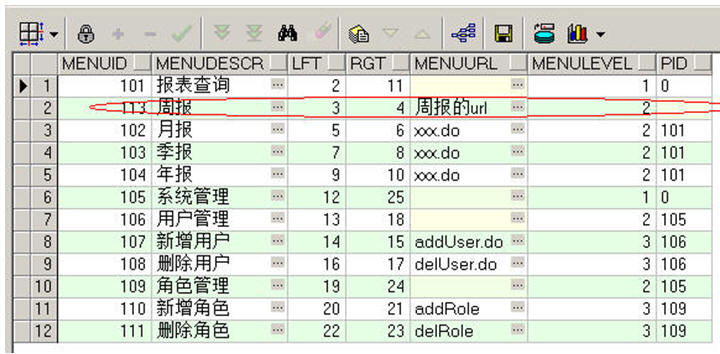 MENUID MENUDESCR LFT RGT MENUURL MENULEVEL PID
1 101 报表查询 ... 2 11 1 0
2 113 周报 ... 3 4 周报的url ... 2
3 102 月报 ... 5 6 xxx.do ... 2 101
4 103 季报 ... 7 8 xxx.do ... 2 101
5 104 年报 ... 9 10 xxx.do ... 2 101
6 105 系统管理 ... 12 25 ... 1 0
7 106 用户管理 ... 13 18 ... 2 105
8 107 新增用户 ... 14 15 addUser.do ... 3 106
9 108 删除用户 ... 16 17 delUser.do ... 3 106
10 109 角色管理 ... 19 24 ... 2 105
11 110 新增角色 ... 20 21 addRole ... 3 109
12 111 删除角色 ... 22 23 delRole ... 3 109